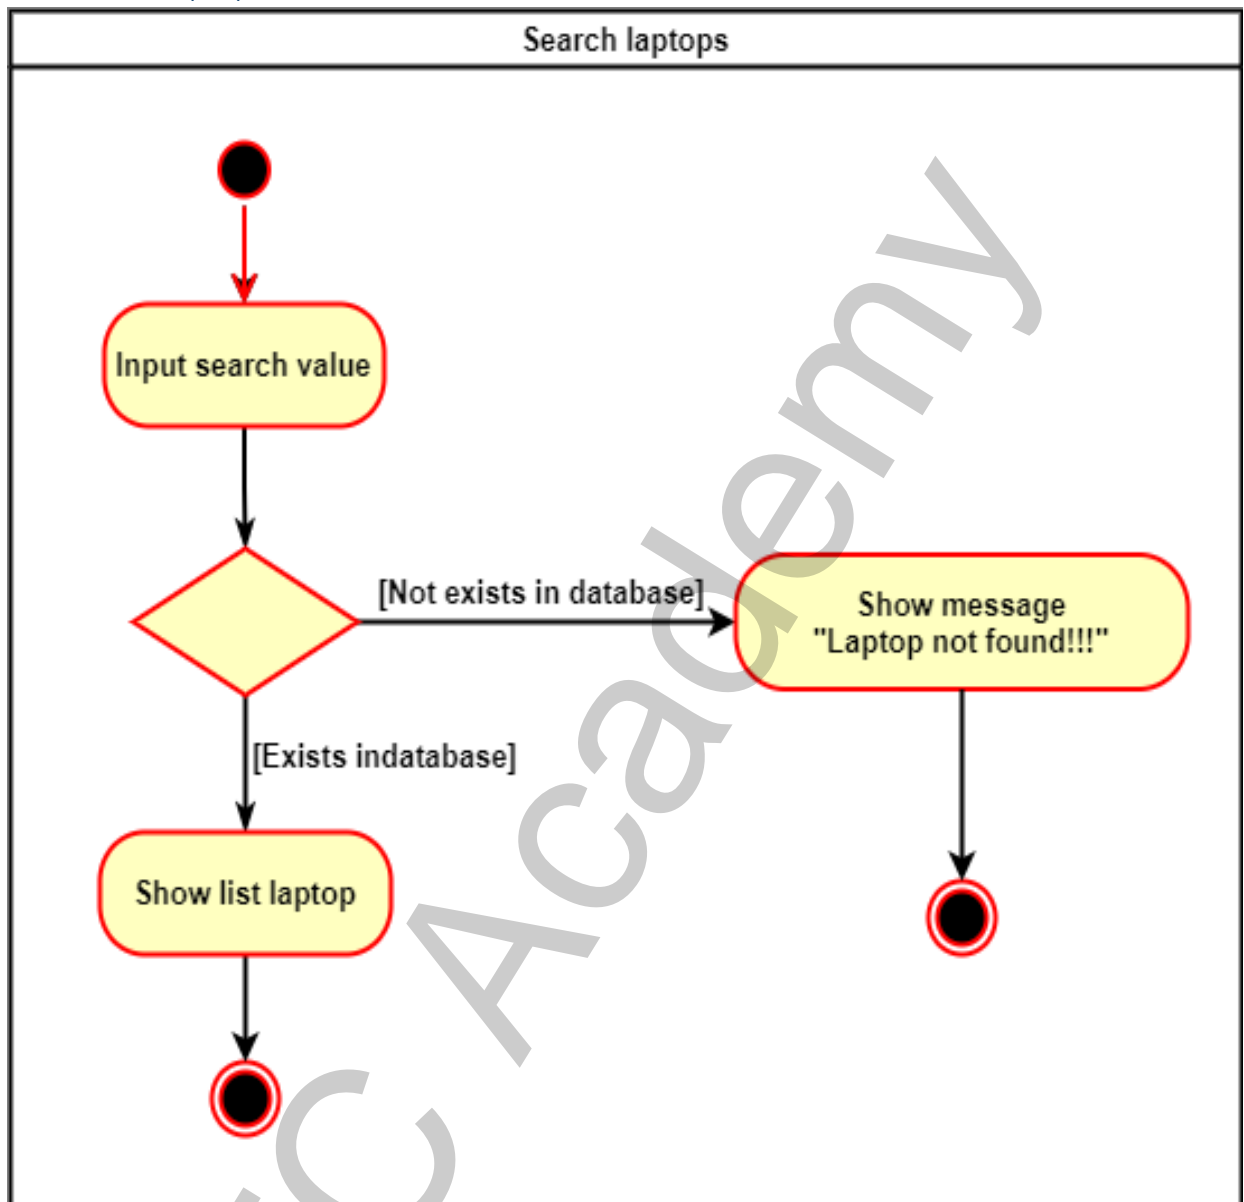 Search laptops
Input search value
[Not exists in database]
Show message
"Laptop not found!!!"
[Exists indatabase]
Show list laptop
C Academy